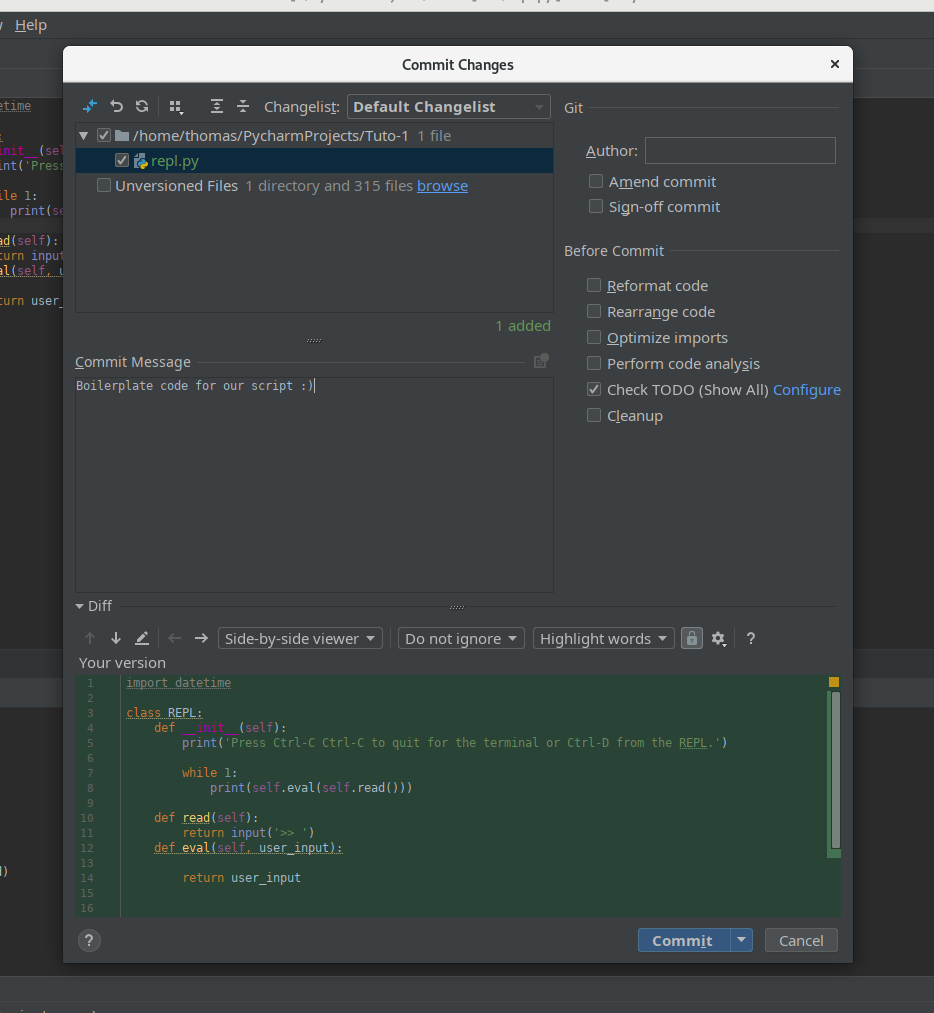 Help
Commit Changes
Changelist: Default Changelist
Git
/home/thomas/PycharmProjects/Tuto-1 1 file
repl.py
Unversioned Files 1 directory and 315 files browse
1 added
Author:
Amend commit
Sign-off commit
Before Commit
Reformat code
Rearrange code
Optimize imports
Perform code analysis
Check TODO (Show All) Configure
Cleanup
Commit Message
Boilerplate code for our script :)
Diff
Side-by-side viewer Do not ignore Highlight words ?
Your version
1 import datetime
2
3 class REPL:
4 def __init__(self):
5 print('Press Ctrl-C Ctrl-C to quit for the terminal or Ctrl-D from the REPL.')
6
7 while 1:
8 print(self.eval(self.read()))
9
10 def read(self):
11 return input('>> ')
12 def eval(self, user_input):
13
14 return user_input
15
16
? Commit Cancel